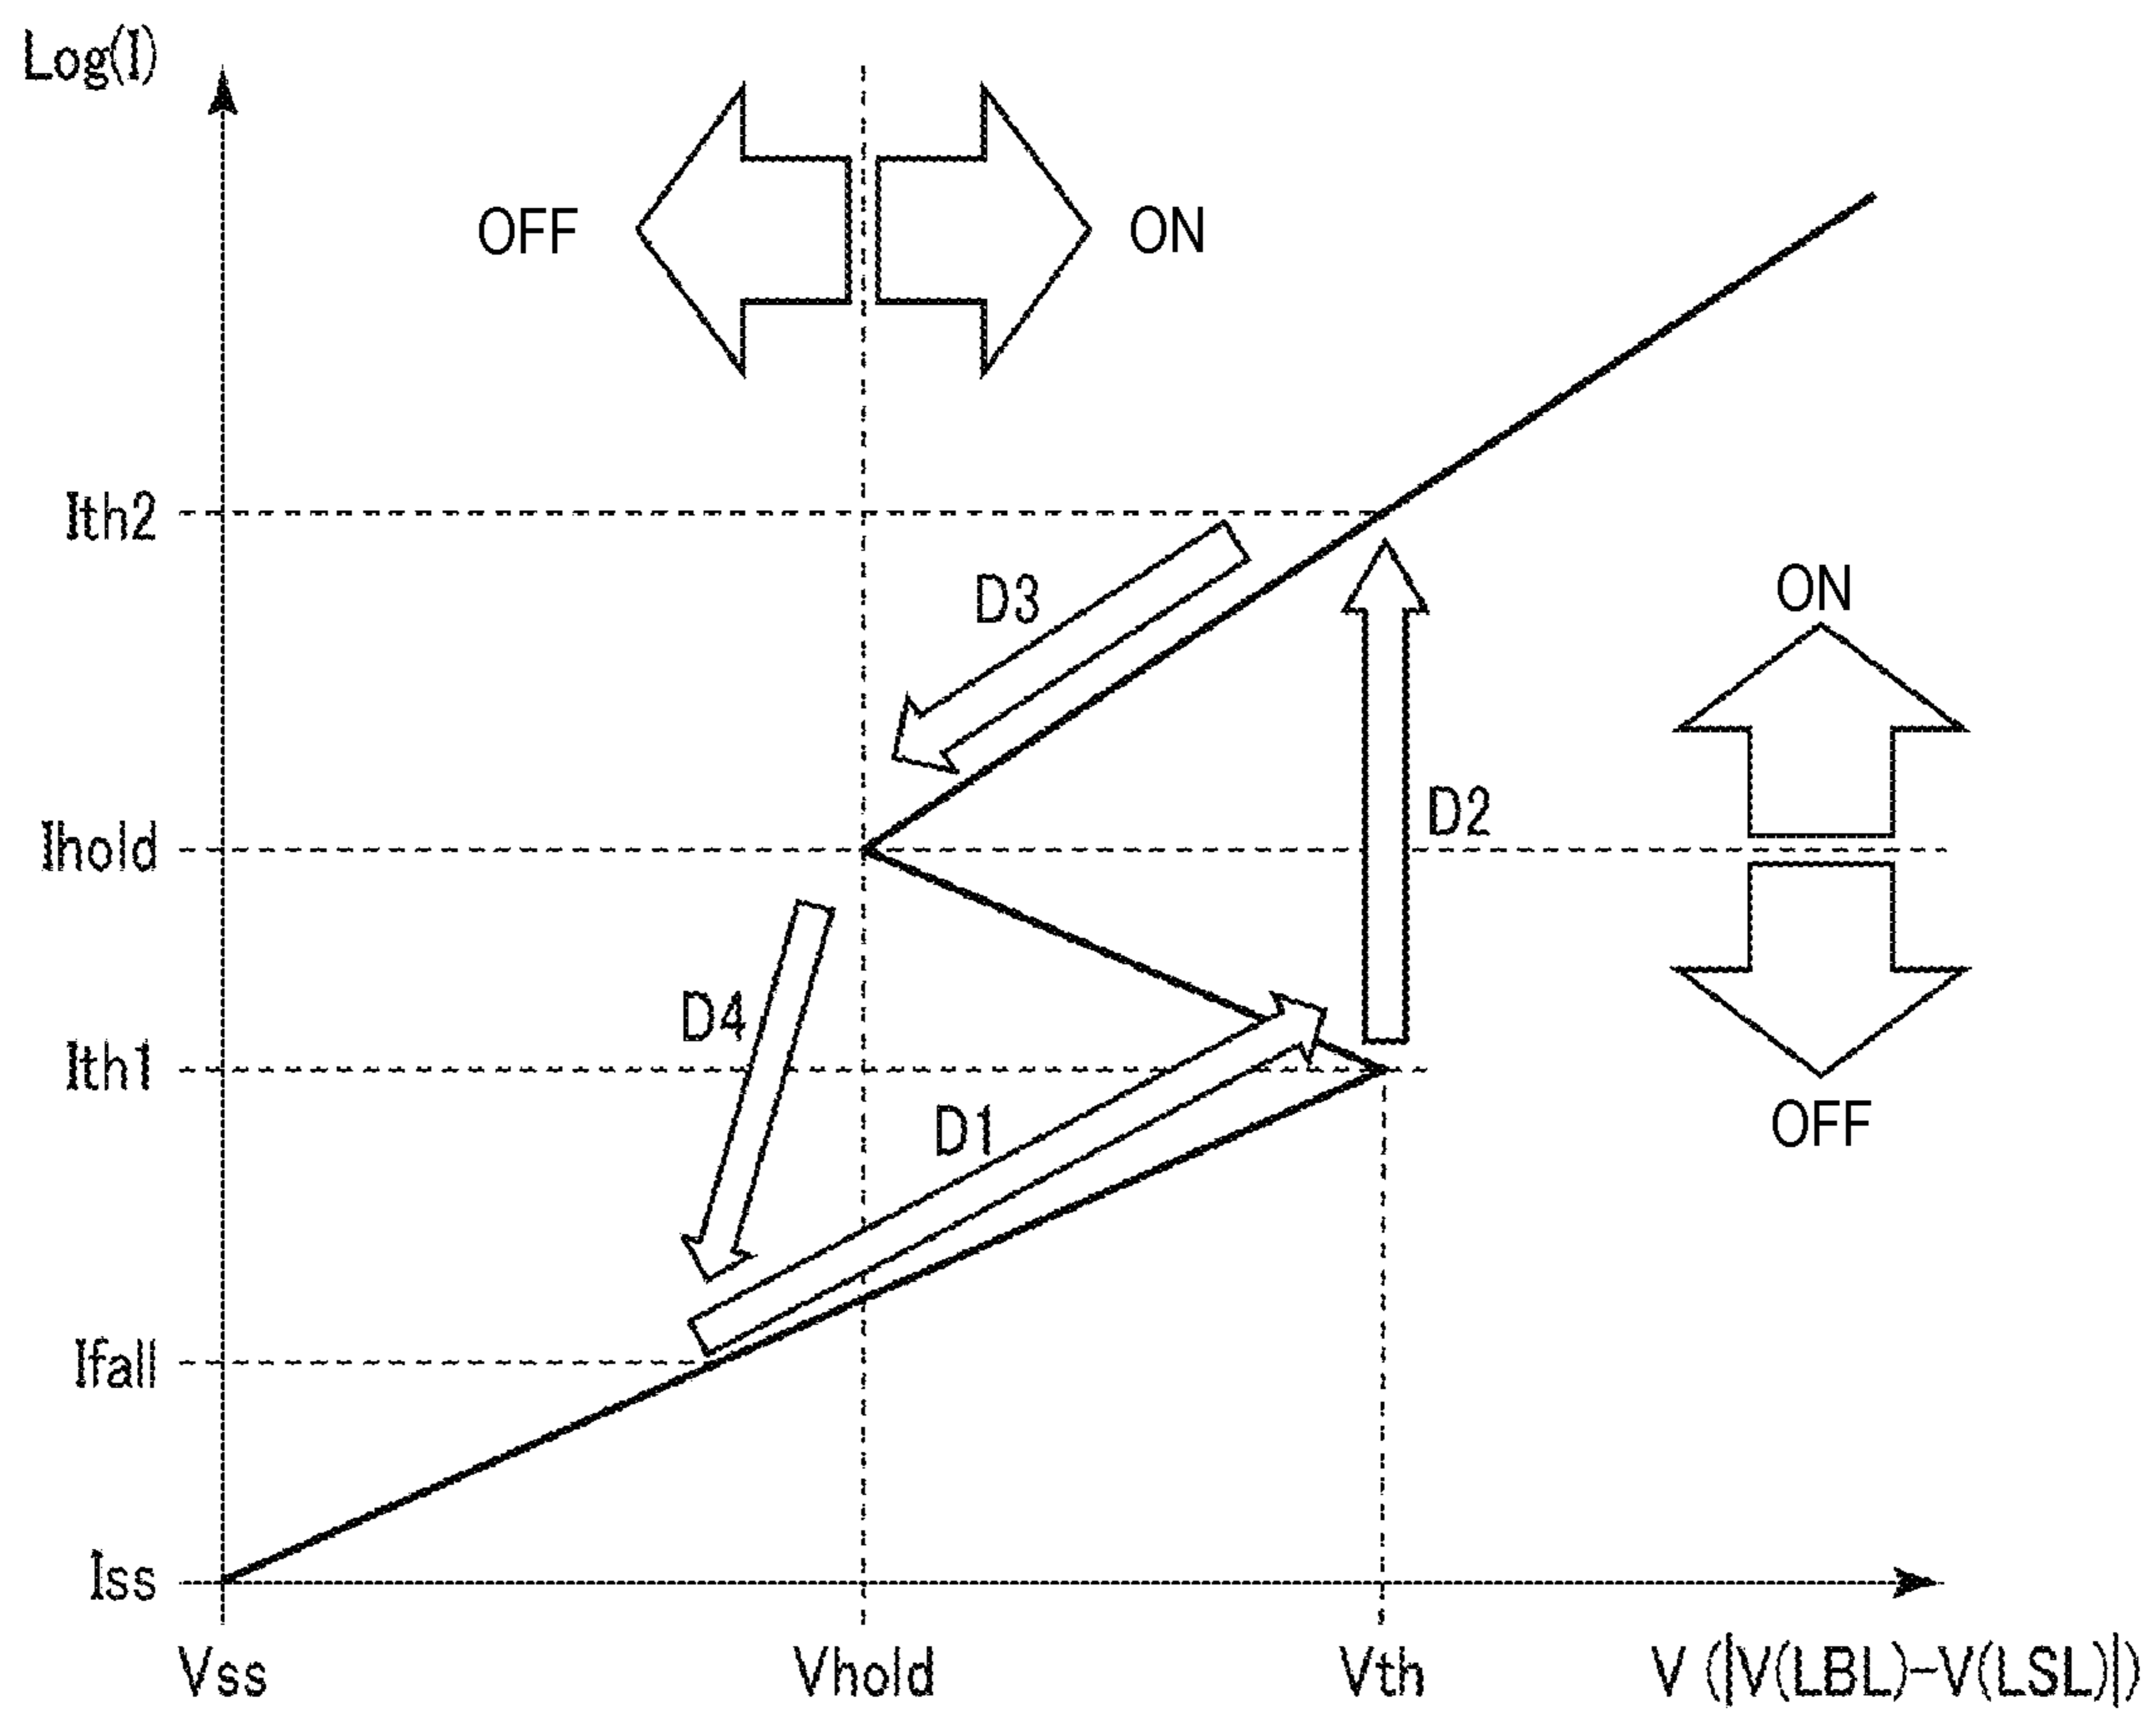 Log(I)
OFF
ON
Ith2
D3
ON
D2
Ihold
D4
Ith1
D1
OFF
Ifall
Iss
Vss
Vhold
Vth
V (|V(LBL)-V(LSL)|)